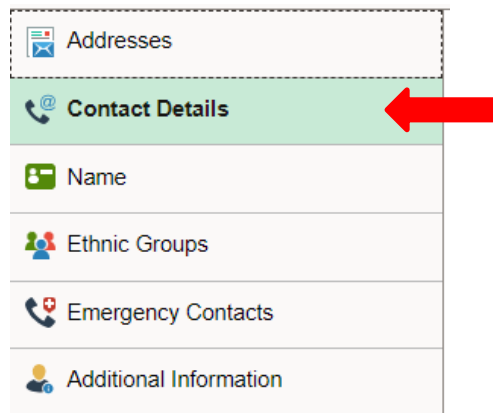 Addresses
Contact Details
Name
Ethnic Groups
Emergency Contacts
Additional Information